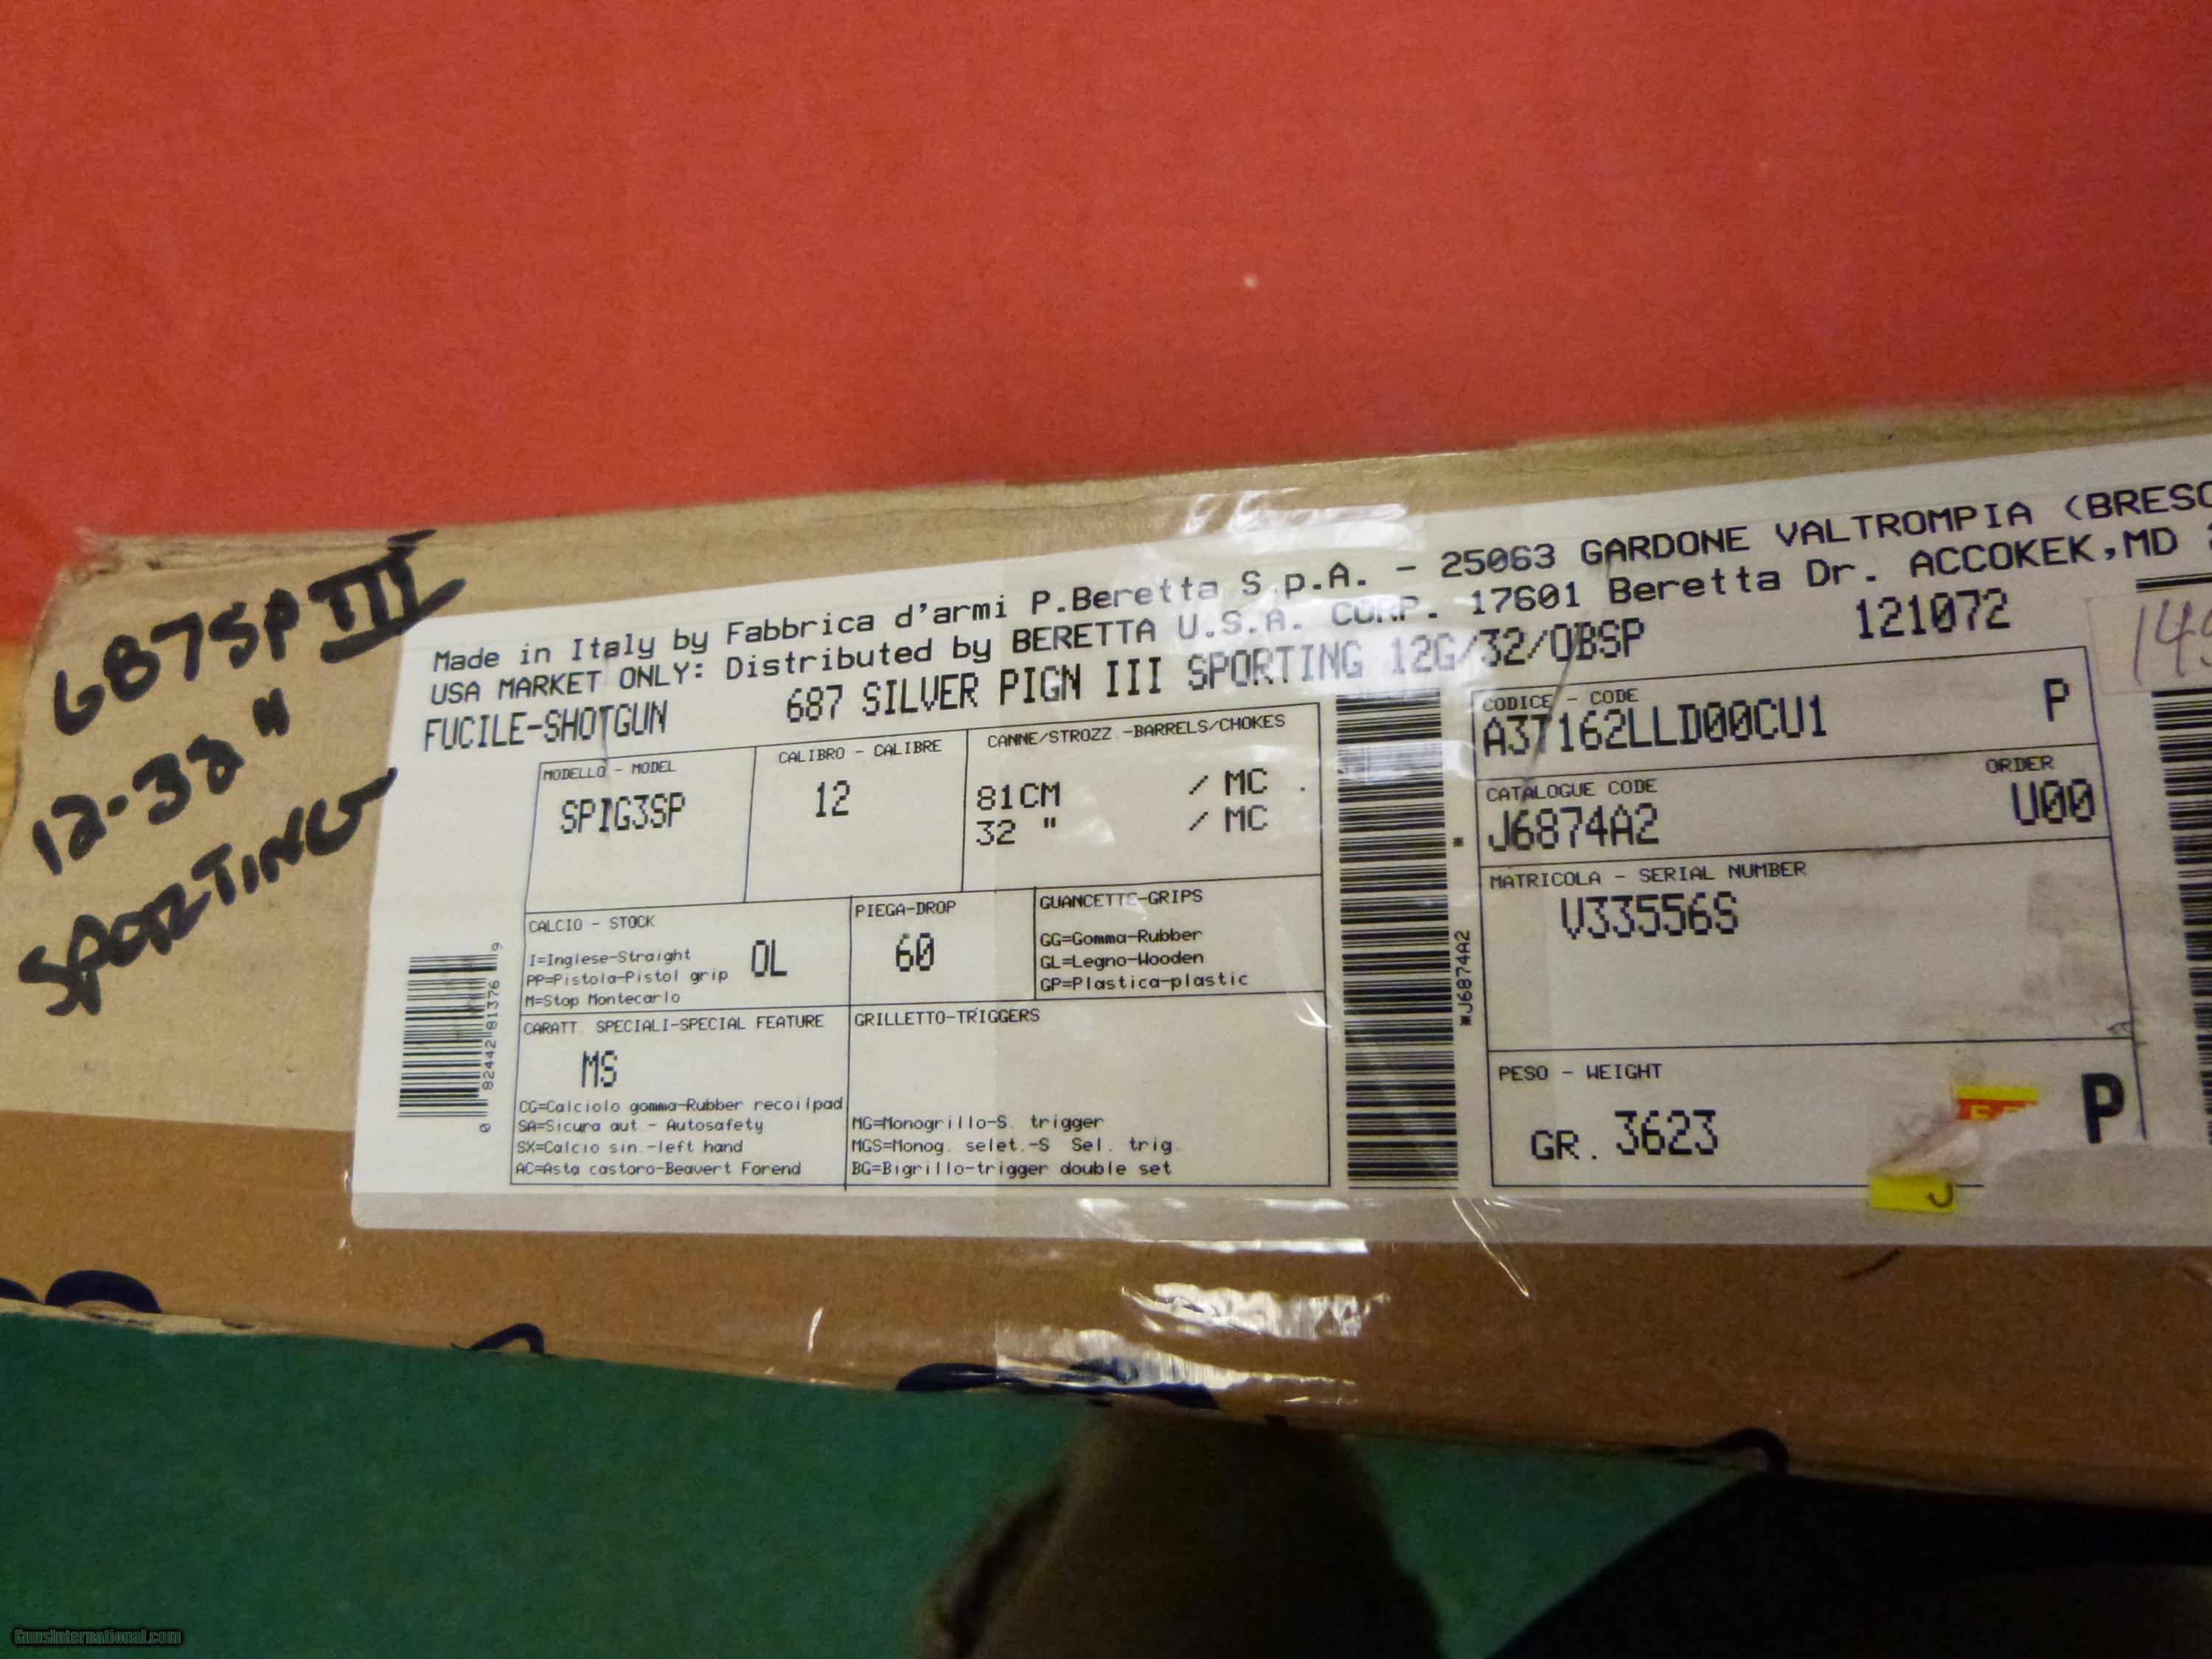 687SP III
12-32"
SPORTING
Made in Italy by Fabbrica d'armi P.Beretta S.p.A. - 25063 GARDONE VALTROMPIA (BRESC
USA MARKET ONLY: Distributed by BERETTA U.S.A. CORP. 17601 Beretta Dr. ACCOKEK,MD
FUCILE-SHOTGUN 687 SILVER PIGN III SPORTING 12G/32/OBSP 121072
MODELLO - MODEL
SPIG3SP
CALIBRO - CALIBRE
12
CANNE/STROZZ -BARRELS/CHOKES
81CM / MC
32 " / MC
CALCIO - STOCK
I=Inglese-Straight
PP=Pistola-Pistol grip
M=Stop Montecarlo
OL
PIEGA-DROP
60
GUANCETTE-GRIPS
GG=Gomma-Rubber
GL=Legno-Wooden
GP=Plastica-plastic
CARATT. SPECIALI-SPECIAL FEATURE
MS
CG=Calciolo gomma-Rubber recoilpad
SA=Sicura aut.- Autosafety
SX=Calcio sin.-left hand
AC=Asta castoro-Beavert Forend
GRILLETTO-TRIGGERS
MG=Monogrillo-S. trigger
MGS=Monog. selet.-S Sel. trig.
BG=Bigrillo-trigger double set
0 82442 81376 9
*J6874A2*
CODICE - CODE
A3T162LLD00CU1 P
CATALOGUE CODE
J6874A2
ORDER
U00
MATRICOLA - SERIAL NUMBER
V33556S
PESO - WEIGHT
GR. 3623
P
J
GunsInternational.com